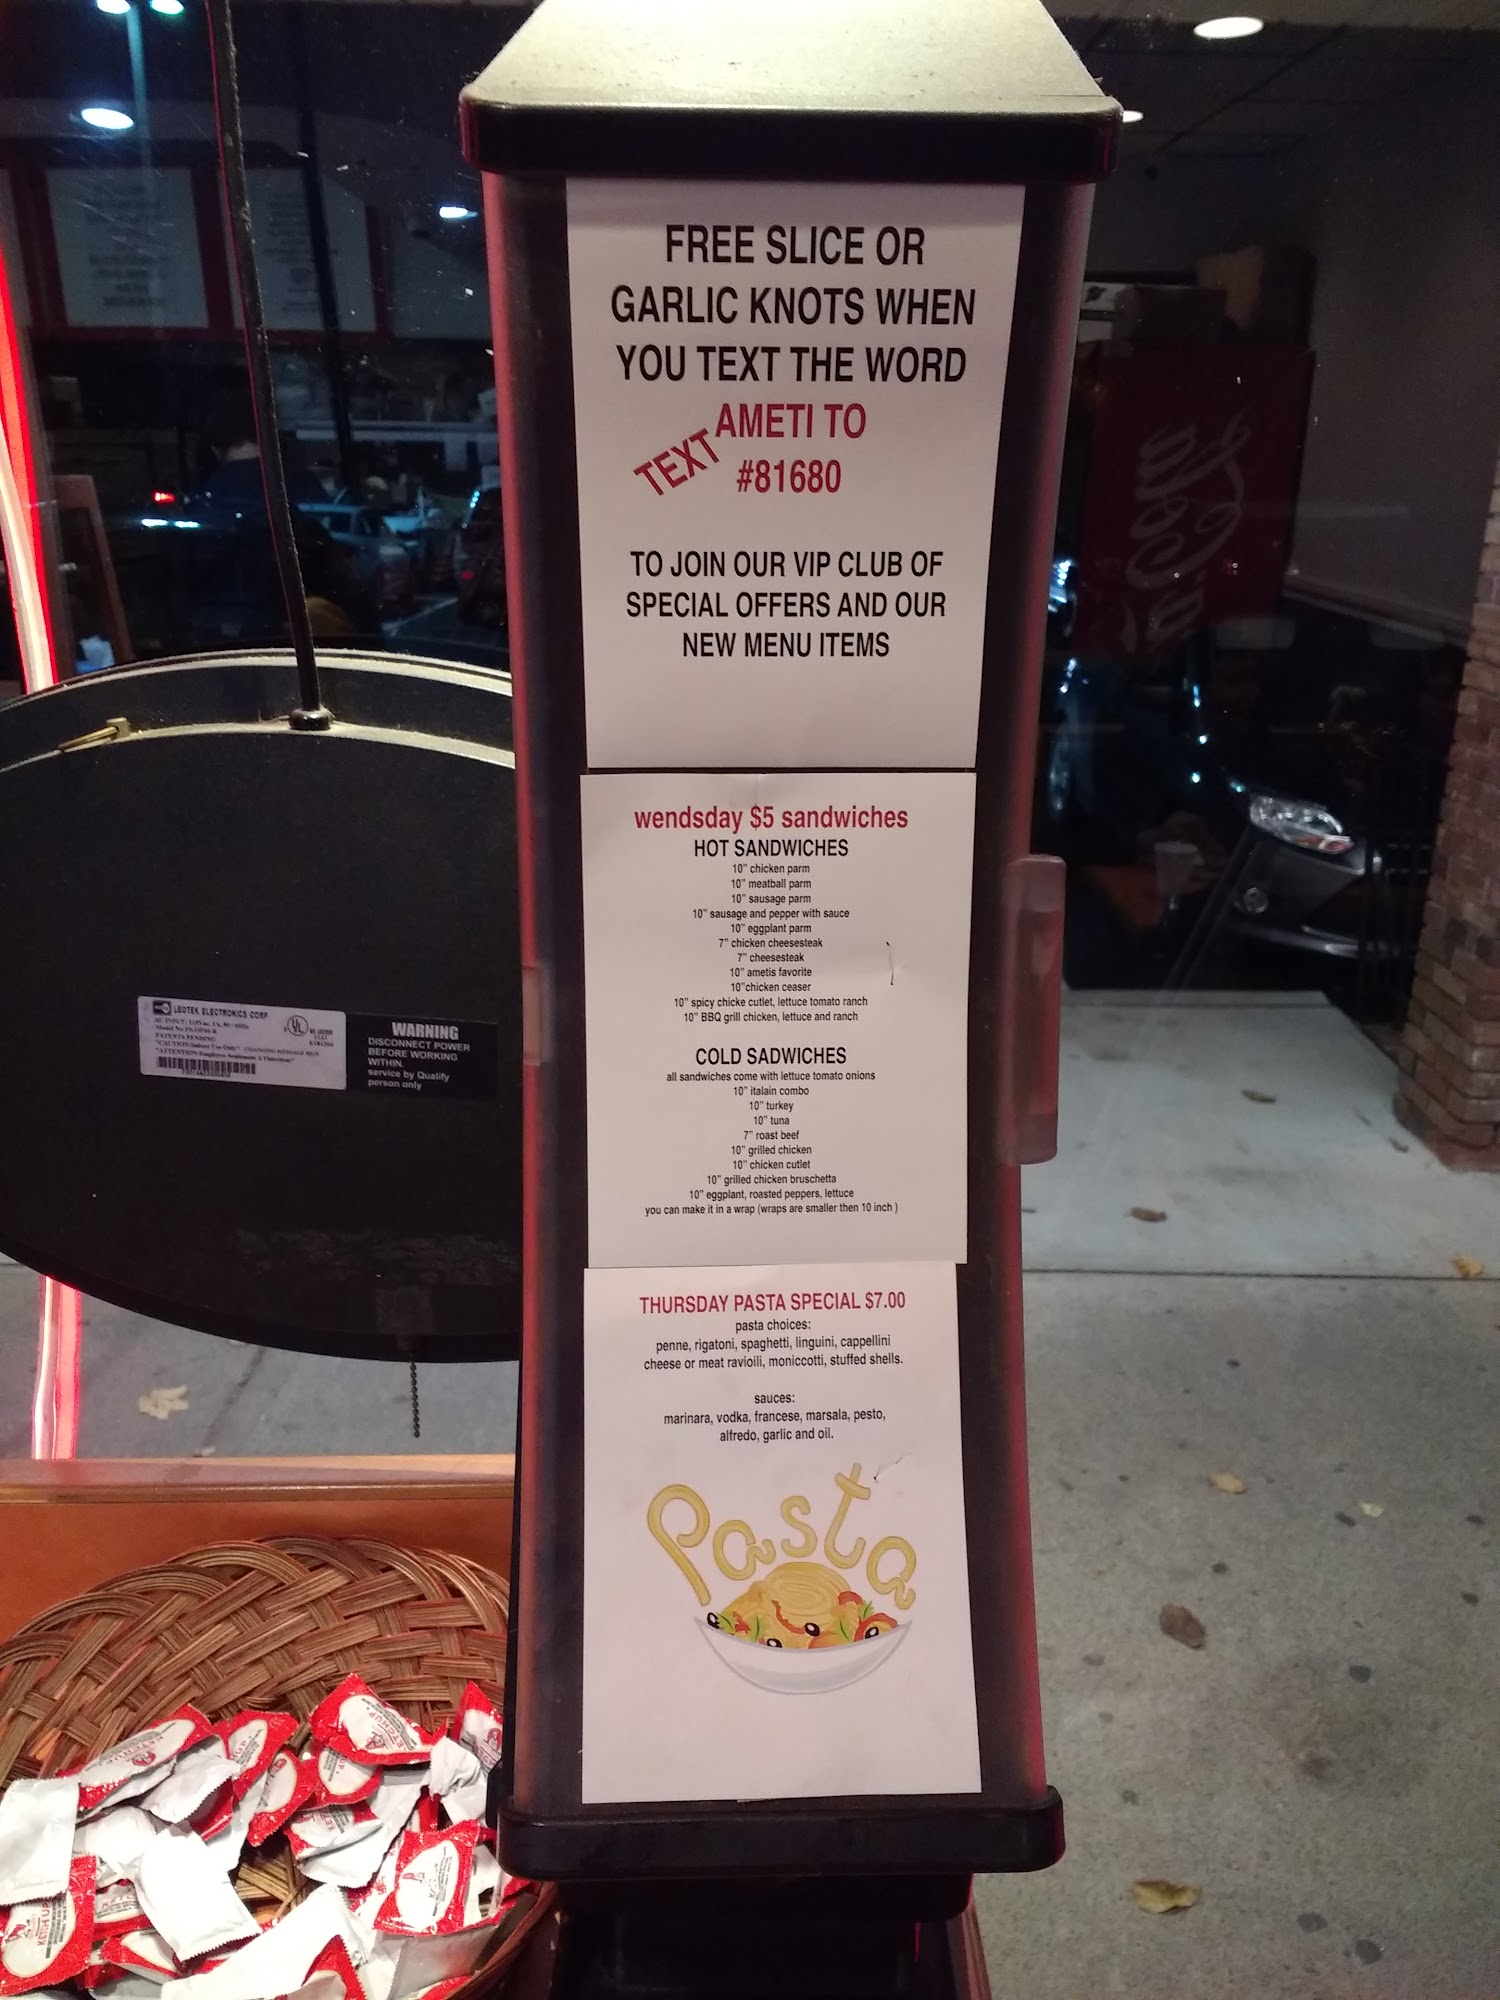 FREE SLICE OR
GARLIC KNOTS WHEN
YOU TEXT THE WORD
TEXT AMETI TO
#81680
TO JOIN OUR VIP CLUB OF
SPECIAL OFFERS AND OUR
NEW MENU ITEMS
wendsday $5 sandwiches
HOT SANDWICHES
10" chicken parm
10" meatball parm
10" sausage parm
10" sausage and pepper with sauce
10" eggplant parm
7" chicken cheesesteak
7" cheesesteak
10" ametis favorite
10"chicken ceaser
10" spicy chicke cutlet, lettuce tomato ranch
10" BBQ grill chicken, lettuce and ranch
COLD SADWICHES
all sandwiches come with lettuce tomato onions
10" italain combo
10" turkey
10" tuna
7" roast beef
10" grilled chicken
10" chicken cutlet
10" grilled chicken bruschetta
10" eggplant, roasted peppers, lettuce
you can make it in a wrap (wraps are smaller then 10 inch )
THURSDAY PASTA SPECIAL $7.00
pasta choices:
penne, rigatoni, spaghetti, linguini, cappellini
cheese or meat ravioili, moniccotti, stuffed shells.
sauces:
marinara, vodka, francese, marsala, pesto,
alfredo, garlic and oil.
Pasta
LEOTEK ELECTRONICS CORP
PATENTS PENDING
UL
WARNING
DISCONNECT POWER
BEFORE WORKING
WITHIN.
service by Qualify
person only
Coca-Cola
KETCHUP
KETCHUP